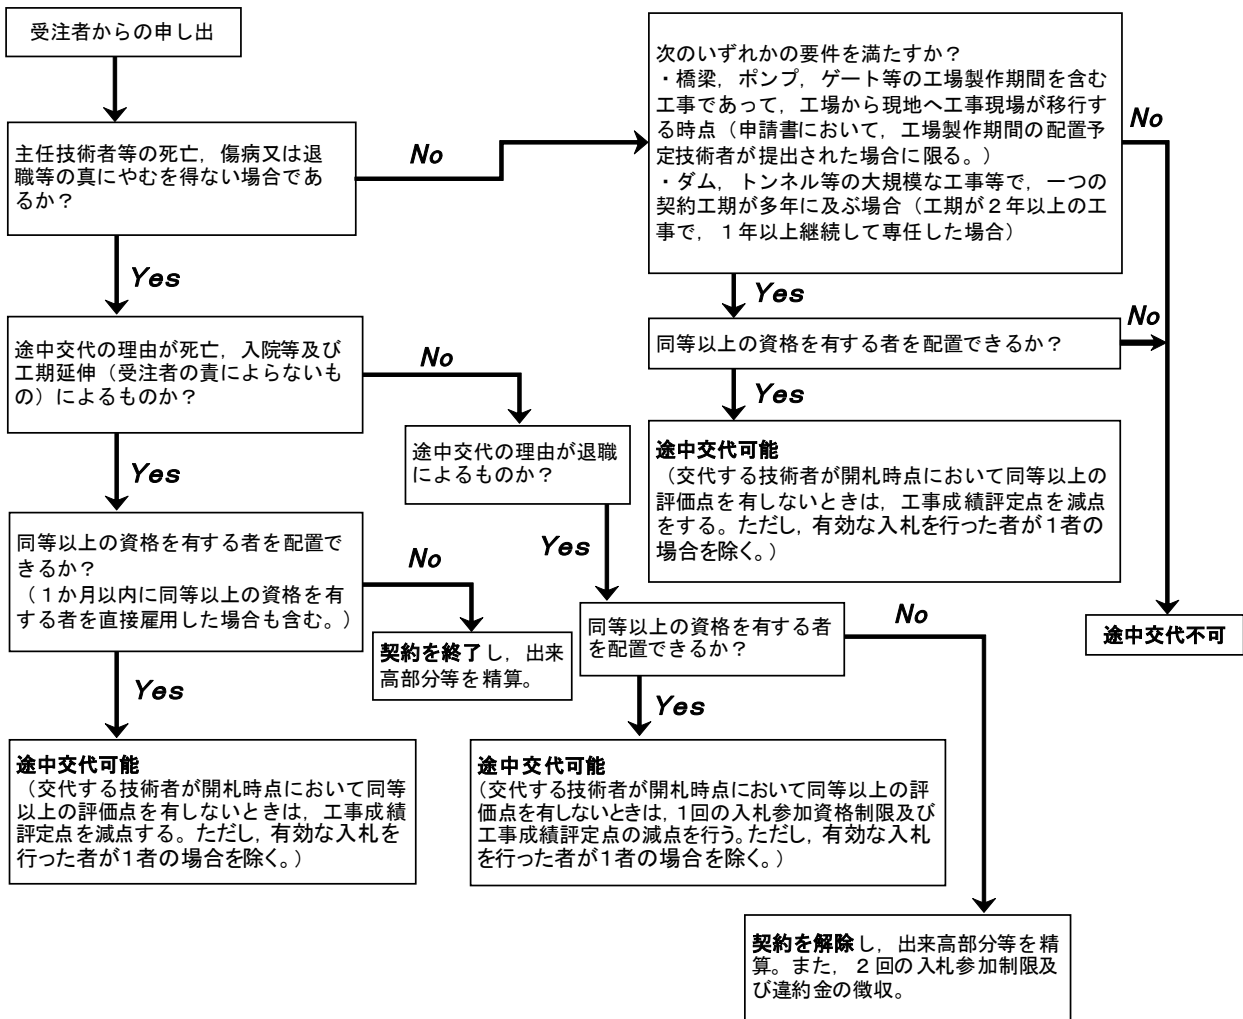 受注者からの申し出
主任技術者等の死亡，傷病又は退
職等の真にやむを得ない場合であ
るか？
No
次のいずれかの要件を満たすか？
・橋梁，ポンプ，ゲート等の工場製作期間を含む
工事であって，工場から現地へ工事現場が移行す
る時点（申請書において，工場製作期間の配置予
定技術者が提出された場合に限る。）
・ダム，トンネル等の大規模な工事等で，一つの
契約工期が多年に及ぶ場合（工期が２年以上の工
事で，１年以上継続して専任した場合）
No
Yes
Yes
途中交代の理由が死亡，入院等及び
工期延伸（受注者の責によらないも
の）によるものか？
No
同等以上の資格を有する者を配置できるか？
No
Yes
Yes
途中交代の理由が退職
によるものか？
途中交代可能
（交代する技術者が開札時点において同等以上の
評価点を有しないときは，工事成績評定点を減点
をする。ただし，有効な入札を行った者が１者の
場合を除く。）
同等以上の資格を有する者を配置で
きるか？
（１か月以内に同等以上の資格を有
する者を直接雇用した場合も含む。）
No
Yes
契約を終了し，出来
高部分等を精算。
同等以上の資格を有する者
を配置できるか？
No
途中交代不可
Yes
Yes
途中交代可能
（交代する技術者が開札時点において同等
以上の評価点を有しないときは，工事成績
評定点を減点する。ただし，有効な入札を
行った者が１者の場合を除く。）
途中交代可能
（交代する技術者が開札時点において同等以上の評
価点を有しないときは，１回の入札参加資格制限及び
工事成績評定点の減点を行う。ただし，有効な入札
を行った者が１者の場合を除く。）
契約を解除し，出来高部分等を精
算。また，２回の入札参加制限及
び違約金の徴収。